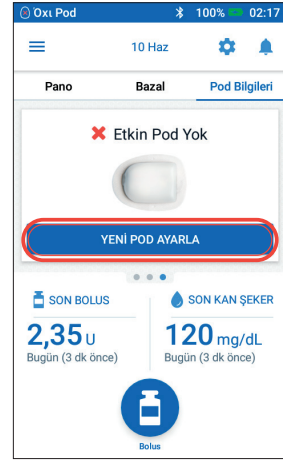 Όχι Pod 100% 02:17
10 Haz
Pano Bazal Pod Bilgileri
Etkin Pod Yok
YENİ POD AYARLA
SON BOLUS SON KAN ŞEKER
2,35 U 120 mg/dL
Bugün (3 dk önce) Bugün (3 dk önce)
Bolus